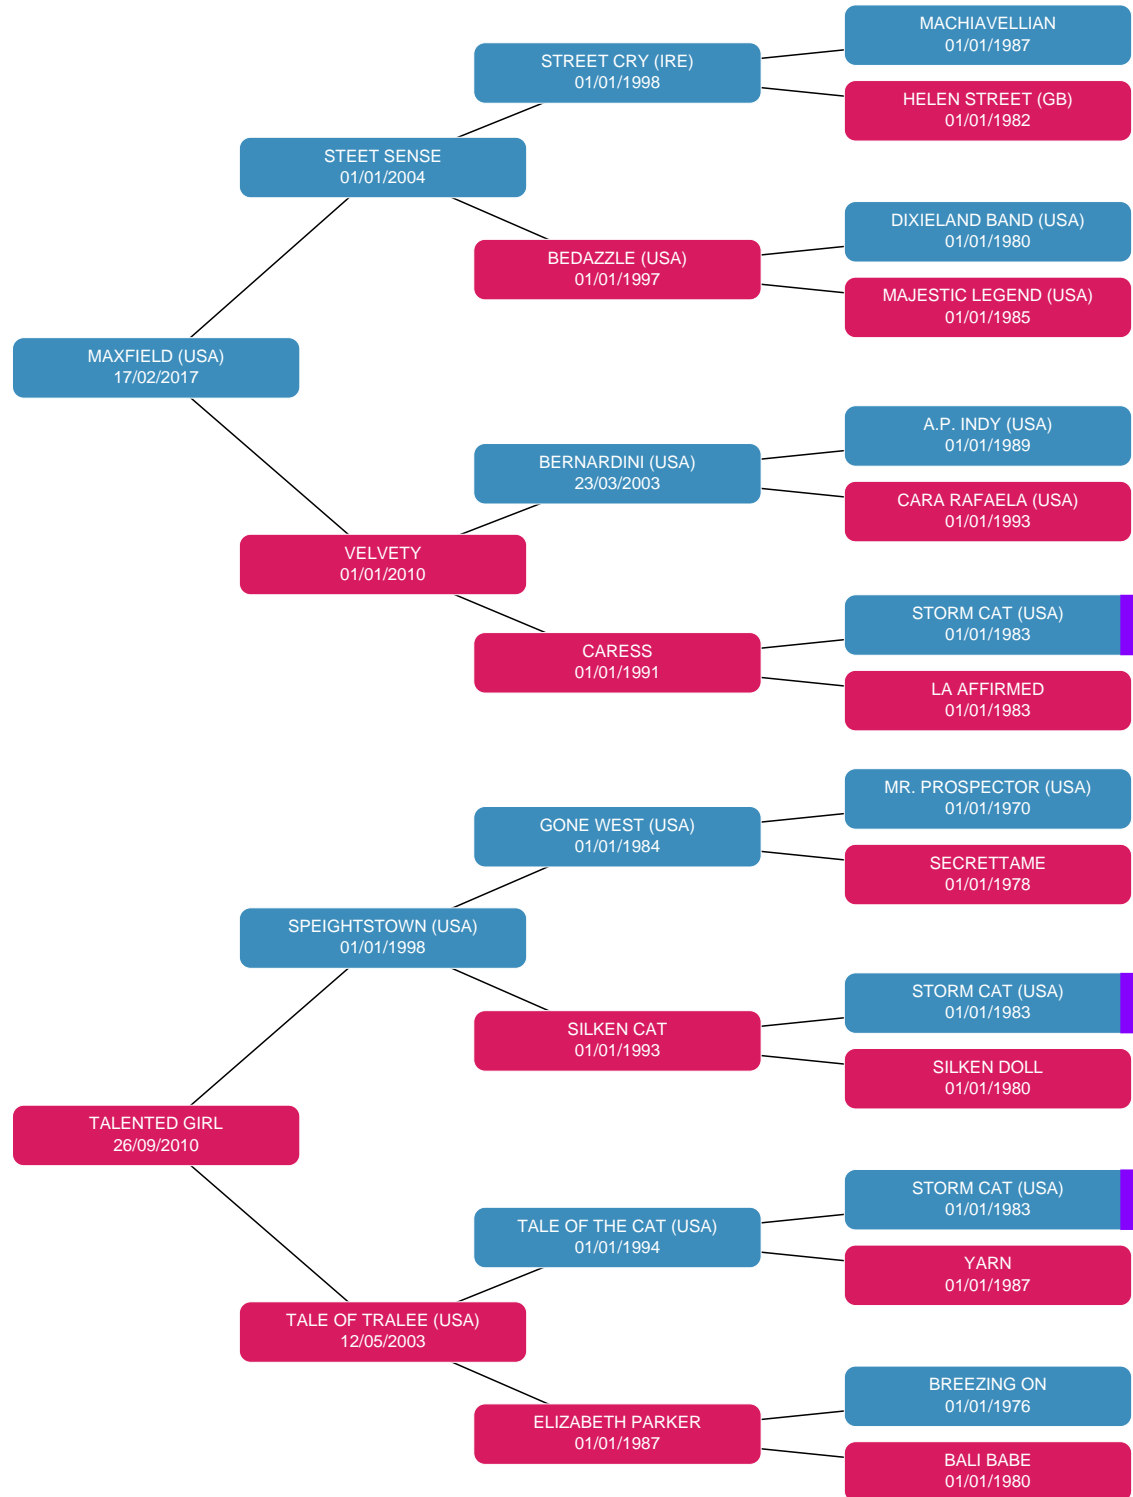 MACHIAVELLIAN
01/01/1987
STREET CRY (IRE)
01/01/1998
HELEN STREET (GB)
01/01/1982
STEET SENSE
01/01/2004
DIXIELAND BAND (USA)
01/01/1980
BEDAZZLE (USA)
01/01/1997
MAJESTIC LEGEND (USA)
01/01/1985
MAXFIELD (USA)
17/02/2017
A.P. INDY (USA)
01/01/1989
BERNARDINI (USA)
23/03/2003
CARA RAFAELA (USA)
01/01/1993
VELVETY
01/01/2010
STORM CAT (USA)
01/01/1983
CARESS
01/01/1991
LA AFFIRMED
01/01/1983
MR. PROSPECTOR (USA)
01/01/1970
GONE WEST (USA)
01/01/1984
SECRETTAME
01/01/1978
SPEIGHTSTOWN (USA)
01/01/1998
STORM CAT (USA)
01/01/1983
SILKEN CAT
01/01/1993
SILKEN DOLL
01/01/1980
TALENTED GIRL
26/09/2010
STORM CAT (USA)
01/01/1983
TALE OF THE CAT (USA)
01/01/1994
YARN
01/01/1987
TALE OF TRALEE (USA)
12/05/2003
BREEZING ON
01/01/1976
ELIZABETH PARKER
01/01/1987
BALI BABE
01/01/1980